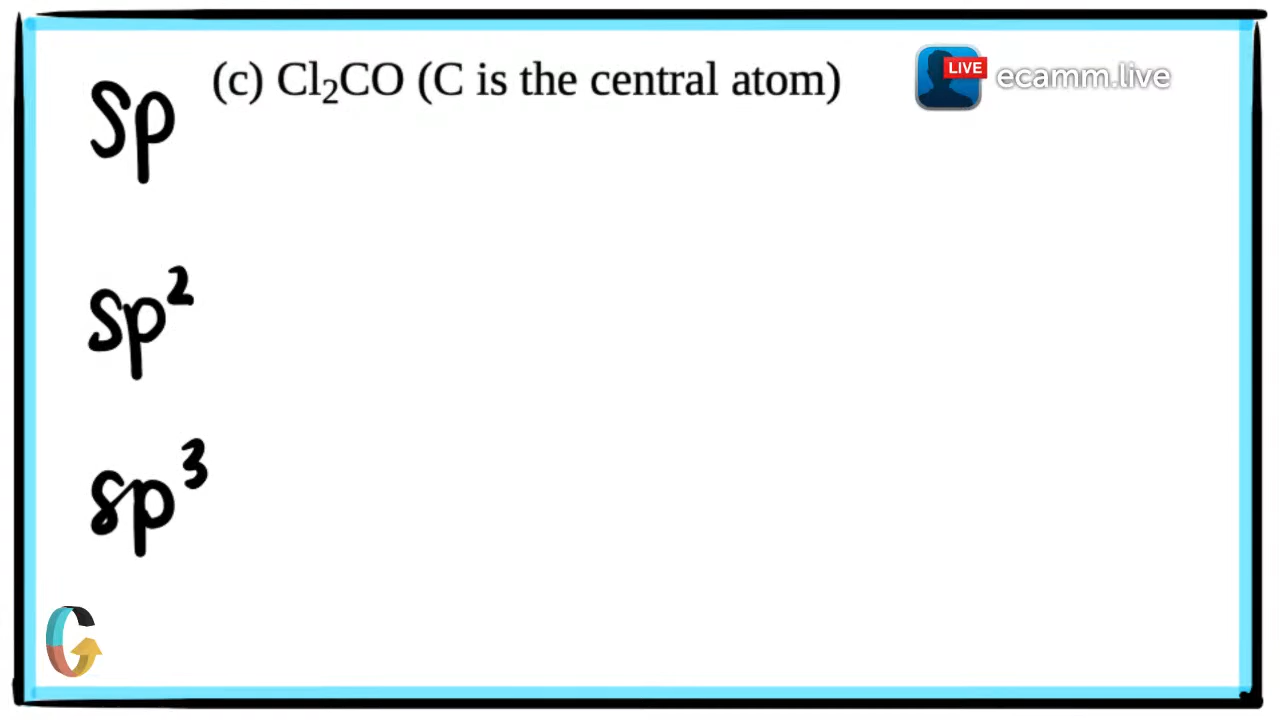 (c) Cl₂CO (C is the central atom)
LIVE ecamm.live
sp
sp²
sp³